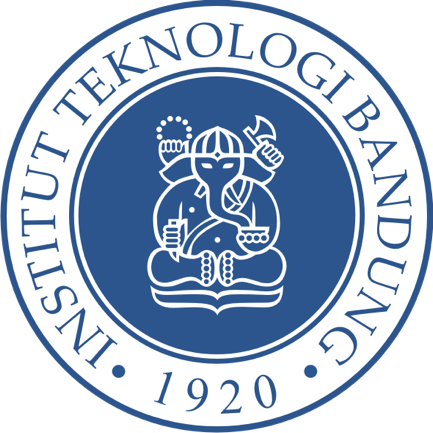 INSTITUT TEKNOLOGI BANDUNG
• 1920 •